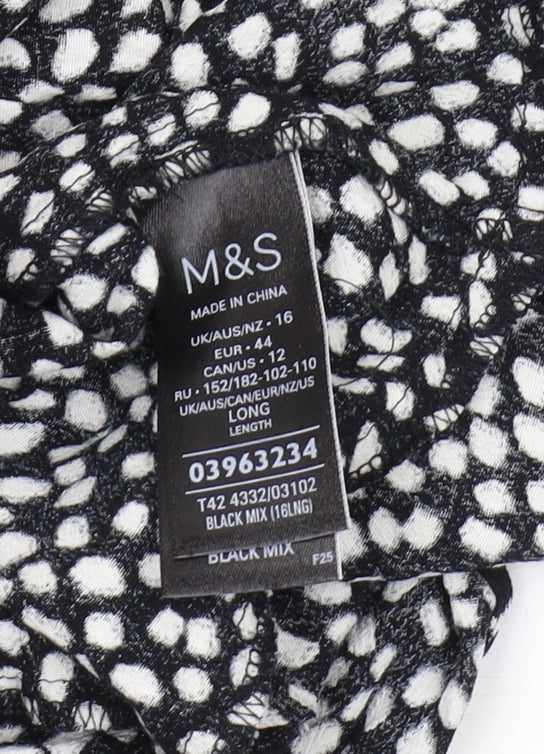 M&S
MADE IN CHINA
UK/AUS/NZ • 16
EUR • 44
CAN/US • 12
RU • 152/182-102-110
UK/AUS/CAN/EUR/NZ/US
LONG
LENGTH
03963234
T42 4332/03102
BLACK MIX (16LNG)
BLACK MIX
F25